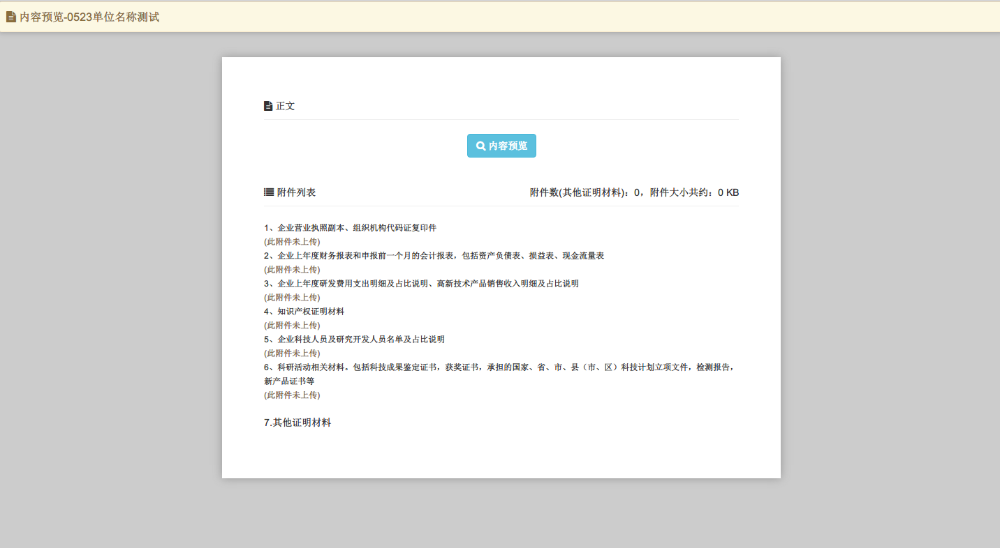 内容预览-0523单位名称测试
正文
内容预览
附件列表 附件数(其他证明材料)：0，附件大小共约：0 KB
1、企业营业执照副本、组织机构代码证复印件
(此附件未上传)
2、企业上年度财务报表和申报前一个月的会计报表，包括资产负债表、损益表、现金流量表
(此附件未上传)
3、企业上年度研发费用支出明细及占比说明、高新技术产品销售收入明细及占比说明
(此附件未上传)
4、知识产权证明材料
(此附件未上传)
5、企业科技人员及研究开发人员名单及占比说明
(此附件未上传)
6、科研活动相关材料。包括科技成果鉴定证书，获奖证书，承担的国家、省、市、县（市、区）科技计划立项文件，检测报告，
新产品证书等
(此附件未上传)
7.其他证明材料